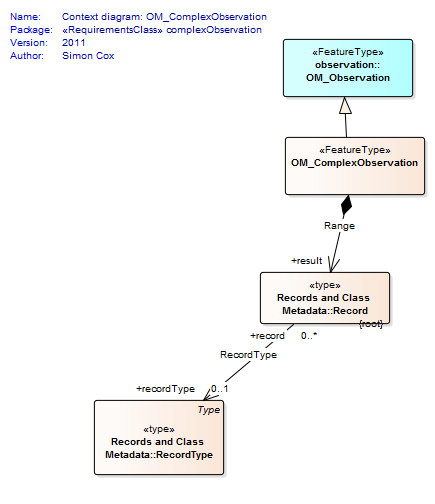 Name: Context diagram: OM_ComplexObservation
Package: «RequirementsClass» complexObservation
Version: 2011
Author: Simon Cox
«FeatureType»
observation::
OM_Observation
«FeatureType»
OM_ComplexObservation
Range
+result
«type»
Records and Class
Metadata::Record
{root}
+record 0..*
RecordType
+recordType 0..1
Type
«type»
Records and Class
Metadata::RecordType